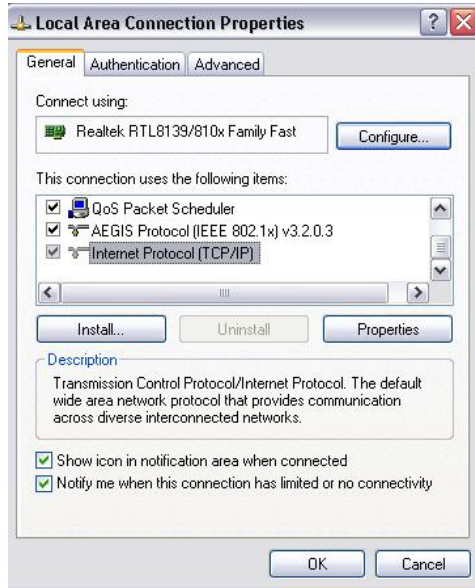 Local Area Connection Properties
General Authentication Advanced
Connect using:
Realtek RTL8139/810x Family Fast
Configure...
This connection uses the following items:
QoS Packet Scheduler
AEGIS Protocol (IEEE 802.1x) v3.2.0.3
Internet Protocol (TCP/IP)
Install... Uninstall Properties
Description
Transmission Control Protocol/Internet Protocol. The default
wide area network protocol that provides communication
across diverse interconnected networks.
Show icon in notification area when connected
Notify me when this connection has limited or no connectivity
OK Cancel